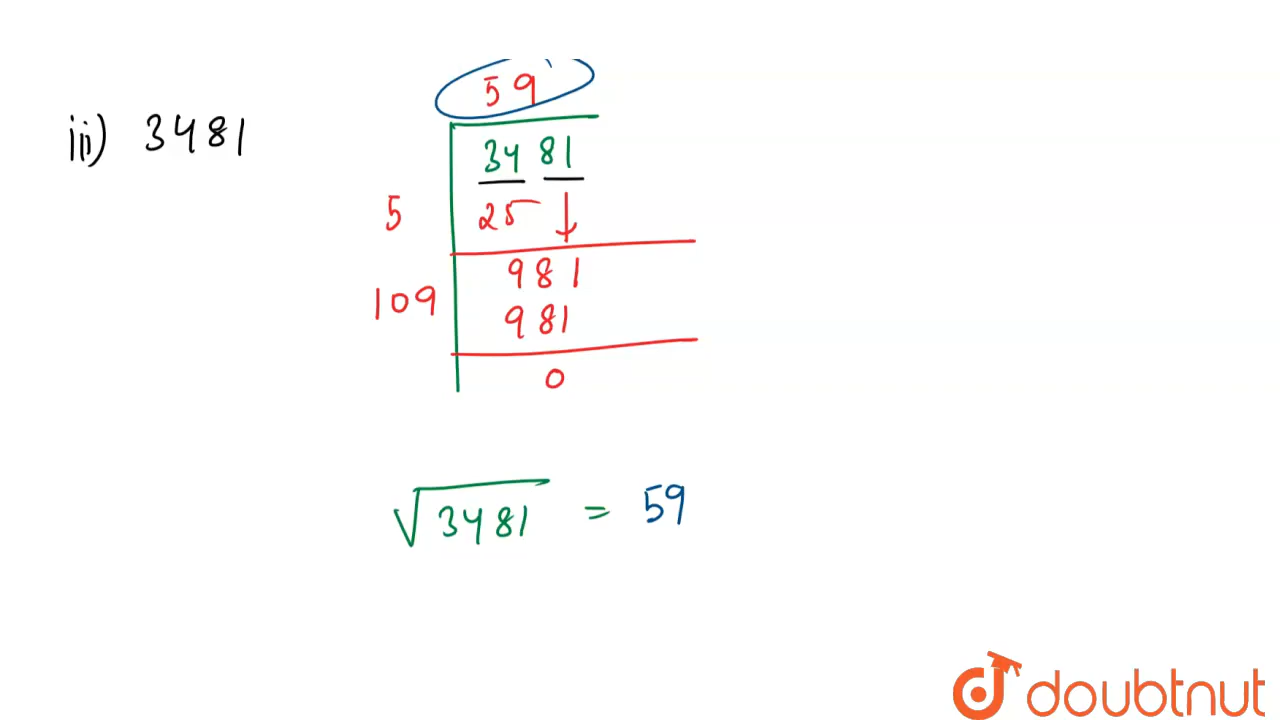 59
iii) 3481
34 81
5 25
981
109 981
0
√3481 = 59
doubtnut